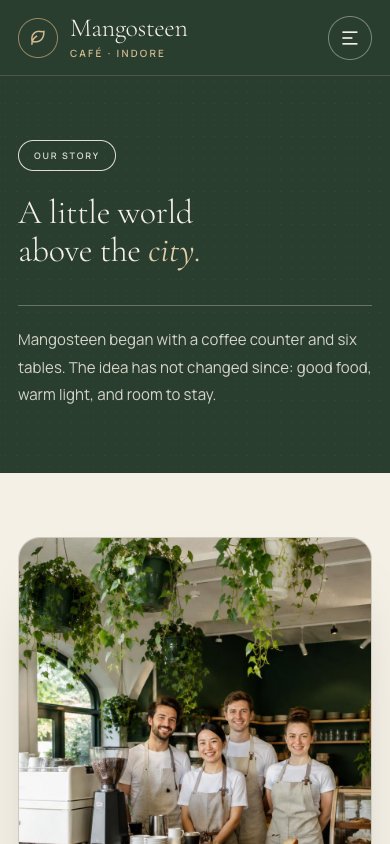 Mangosteen
CAFÉ · INDORE
OUR STORY
A little world
above the city.
Mangosteen began with a coffee counter and six
tables. The idea has not changed since: good food,
warm light, and room to stay.